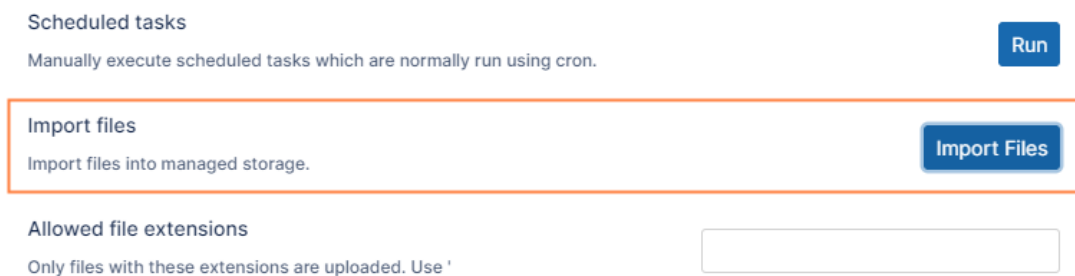 Scheduled tasks
Run
Manually execute scheduled tasks which are normally run using cron.
Import files
Import Files
Import files into managed storage.
Allowed file extensions
Only files with these extensions are uploaded. Use '